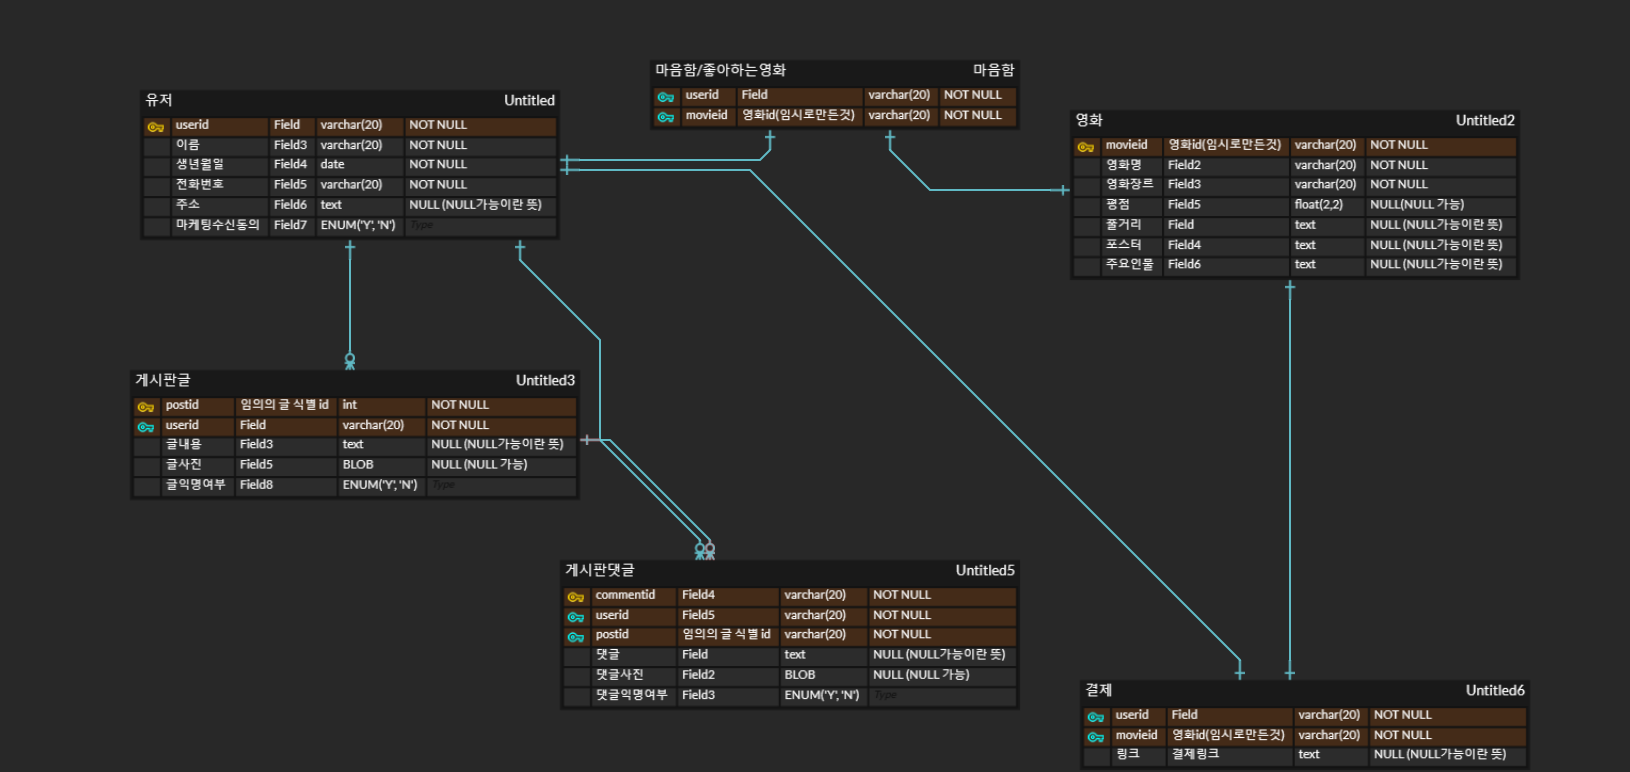 마음함/좋아하는영화 마음함
userid Field varchar(20) NOT NULL
movieid 영화id(임시로만든것) varchar(20) NOT NULL
유저 Untitled
userid Field varchar(20) NOT NULL
이름 Field3 varchar(20) NOT NULL
생년월일 Field4 date NOT NULL
전화번호 Field5 varchar(20) NOT NULL
주소 Field6 text NULL (NULL가능이란 뜻)
마케팅수신동의 Field7 ENUM('Y', 'N') Type
영화 Untitled2
movieid 영화id(임시로만든것) varchar(20) NOT NULL
영화명 Field2 varchar(20) NOT NULL
영화장르 Field3 varchar(20) NOT NULL
평점 Field5 float(2,2) NULL(NULL 가능)
줄거리 Field text NULL (NULL가능이란 뜻)
포스터 Field4 text NULL (NULL가능이란 뜻)
주요인물 Field6 text NULL (NULL가능이란 뜻)
게시판글 Untitled3
postid 임의의 글 식별 id int NOT NULL
userid Field varchar(20) NOT NULL
글내용 Field3 text NULL (NULL가능이란 뜻)
글사진 Field5 BLOB NULL (NULL 가능)
글익명여부 Field8 ENUM('Y', 'N') Type
게시판댓글 Untitled5
commentid Field4 varchar(20) NOT NULL
userid Field5 varchar(20) NOT NULL
postid 임의의 글 식별 id varchar(20) NOT NULL
댓글 Field text NULL (NULL가능이란 뜻)
댓글사진 Field2 BLOB NULL (NULL 가능)
댓글익명여부 Field3 ENUM('Y', 'N') Type
결제 Untitled6
userid Field varchar(20) NOT NULL
movieid 영화id(임시로만든것) varchar(20) NOT NULL
링크 결제링크 text NULL (NULL가능이란 뜻)